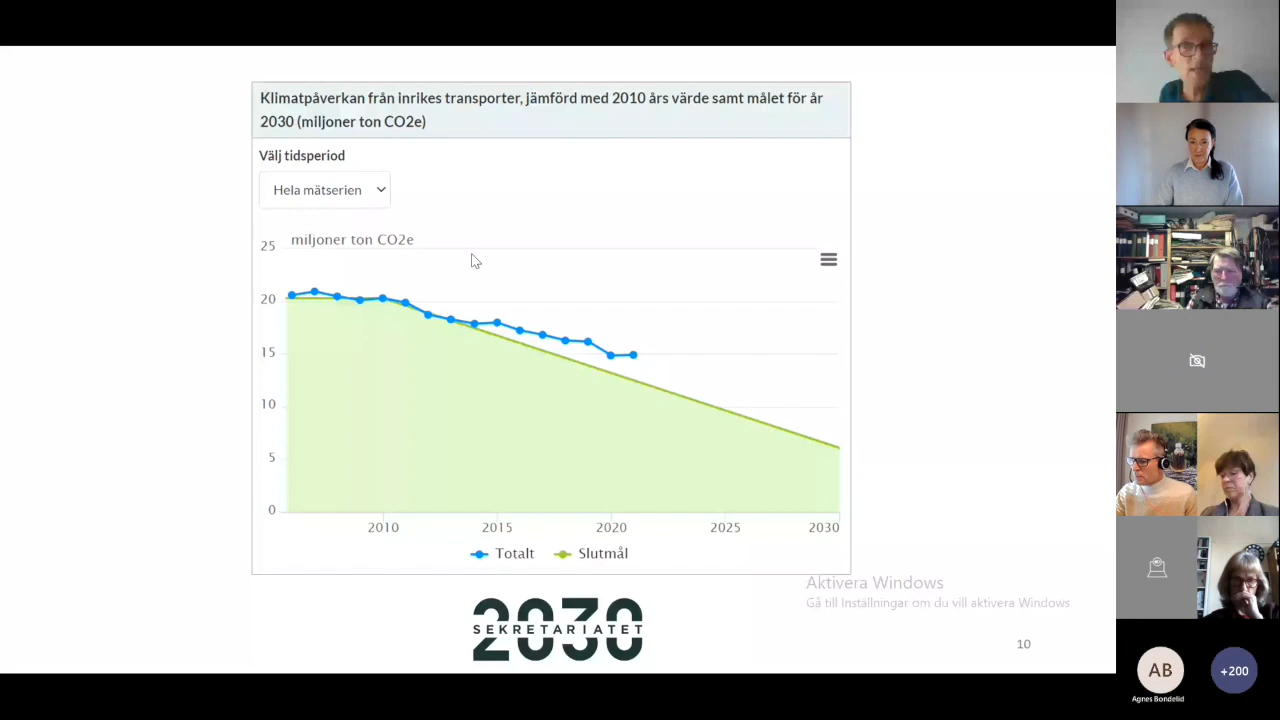 Klimatpåverkan från inrikes transporter, jämförd med 2010 års värde samt målet för år
2030 (miljoner ton CO2e)
Välj tidsperiod
Hela mätserien
miljoner ton CO2e
25
20
15
10
5
0
2010 2015 2020 2025 2030
Totalt Slutmål
Aktivera Windows
Gå till Inställningar om du vill aktivera Windows
2030
SEKRETARIATET
10
AB
Agnes Bondelid
+200